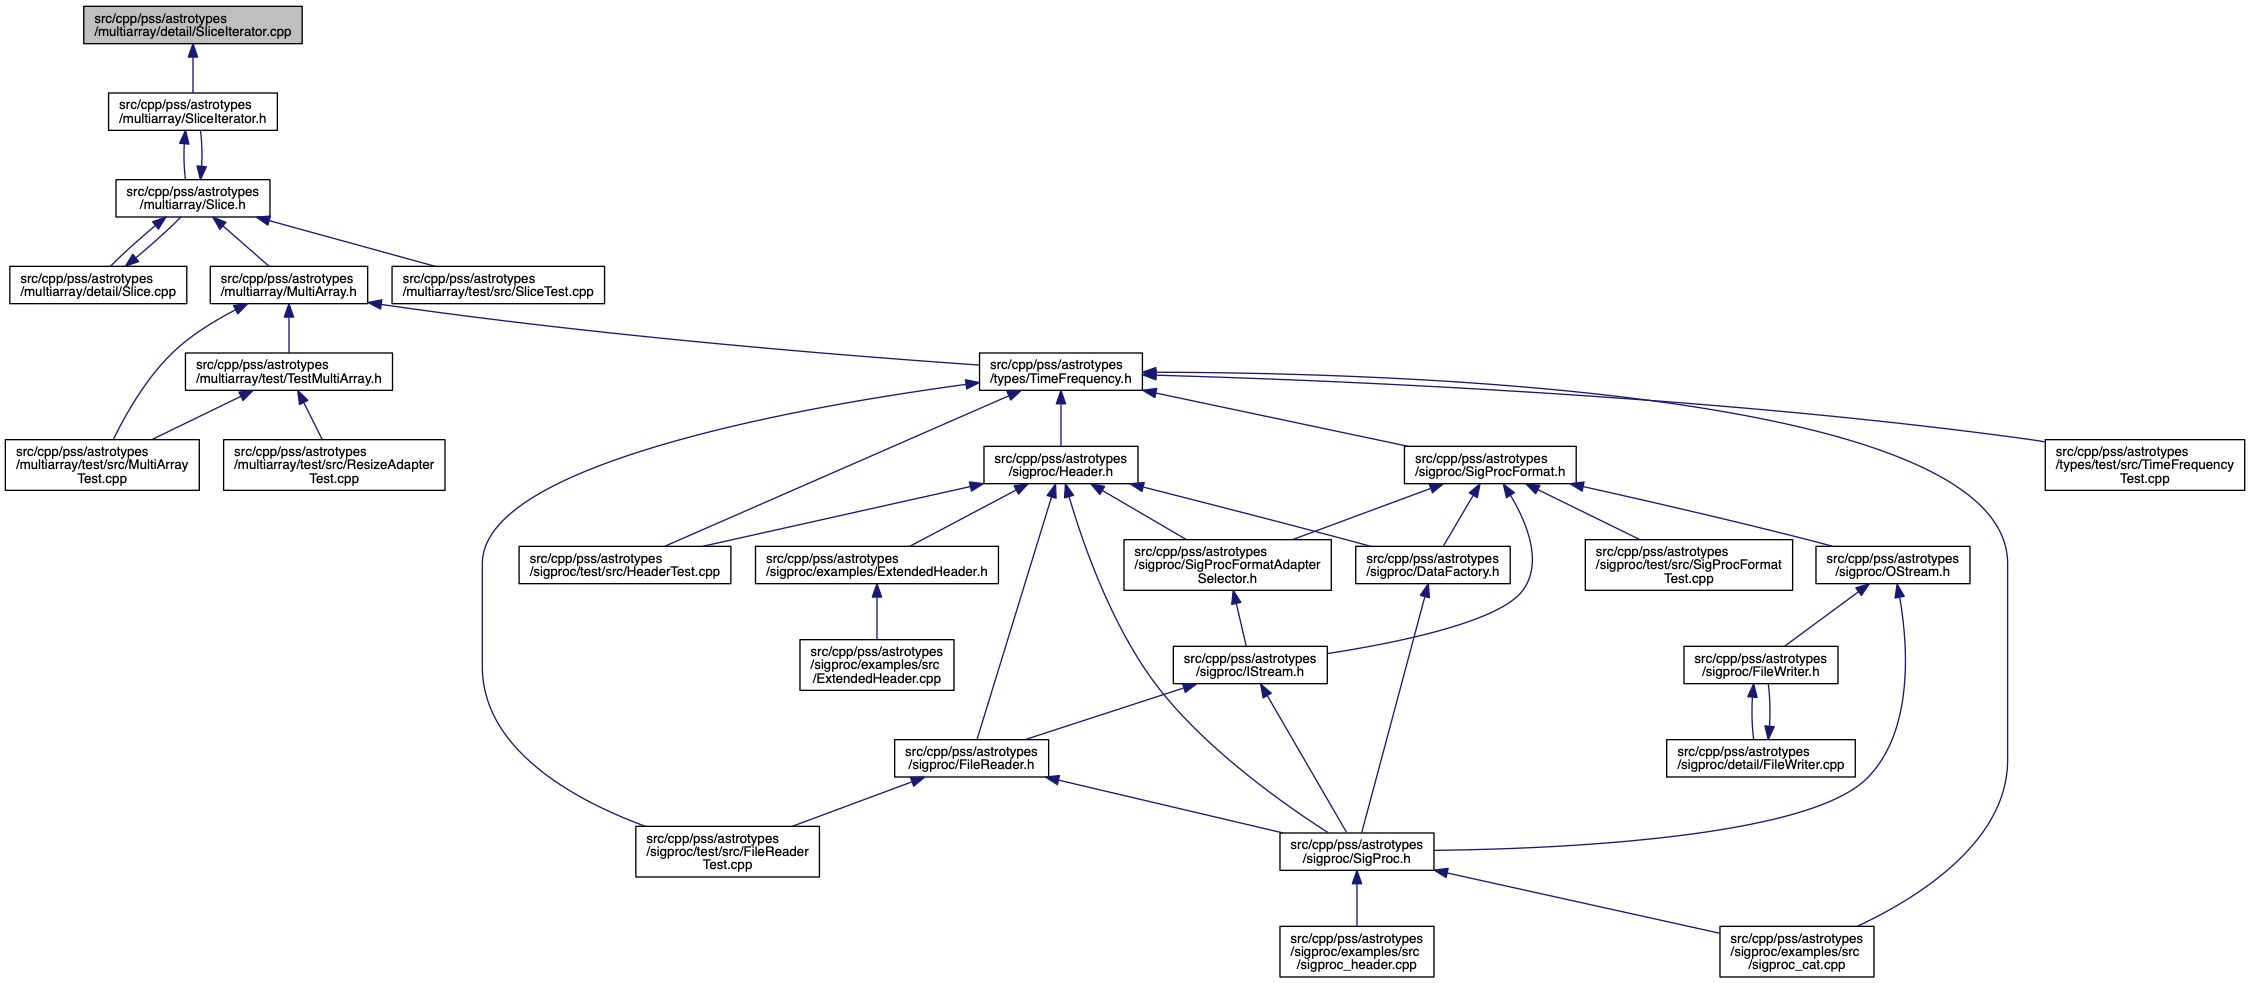 src/cpp/pss/astrotypes
/multiarray/detail/SliceIterator.cpp
src/cpp/pss/astrotypes
/multiarray/SliceIterator.h
src/cpp/pss/astrotypes
/multiarray/Slice.h
src/cpp/pss/astrotypes
/multiarray/detail/Slice.cpp
src/cpp/pss/astrotypes
/multiarray/MultiArray.h
src/cpp/pss/astrotypes
/multiarray/test/src/SliceTest.cpp
src/cpp/pss/astrotypes
/multiarray/test/TestMultiArray.h
src/cpp/pss/astrotypes
/types/TimeFrequency.h
src/cpp/pss/astrotypes
/multiarray/test/src/MultiArray
Test.cpp
src/cpp/pss/astrotypes
/multiarray/test/src/ResizeAdapter
Test.cpp
src/cpp/pss/astrotypes
/sigproc/Header.h
src/cpp/pss/astrotypes
/sigproc/SigProcFormat.h
src/cpp/pss/astrotypes
/types/test/src/TimeFrequency
Test.cpp
src/cpp/pss/astrotypes
/sigproc/test/src/HeaderTest.cpp
src/cpp/pss/astrotypes
/sigproc/examples/ExtendedHeader.h
src/cpp/pss/astrotypes
/sigproc/SigProcFormatAdapter
Selector.h
src/cpp/pss/astrotypes
/sigproc/DataFactory.h
src/cpp/pss/astrotypes
/sigproc/test/src/SigProcFormat
Test.cpp
src/cpp/pss/astrotypes
/sigproc/OStream.h
src/cpp/pss/astrotypes
/sigproc/examples/src
/ExtendedHeader.cpp
src/cpp/pss/astrotypes
/sigproc/IStream.h
src/cpp/pss/astrotypes
/sigproc/FileWriter.h
src/cpp/pss/astrotypes
/sigproc/FileReader.h
src/cpp/pss/astrotypes
/sigproc/detail/FileWriter.cpp
src/cpp/pss/astrotypes
/sigproc/test/src/FileReader
Test.cpp
src/cpp/pss/astrotypes
/sigproc/SigProc.h
src/cpp/pss/astrotypes
/sigproc/examples/src
/sigproc_header.cpp
src/cpp/pss/astrotypes
/sigproc/examples/src
/sigproc_cat.cpp